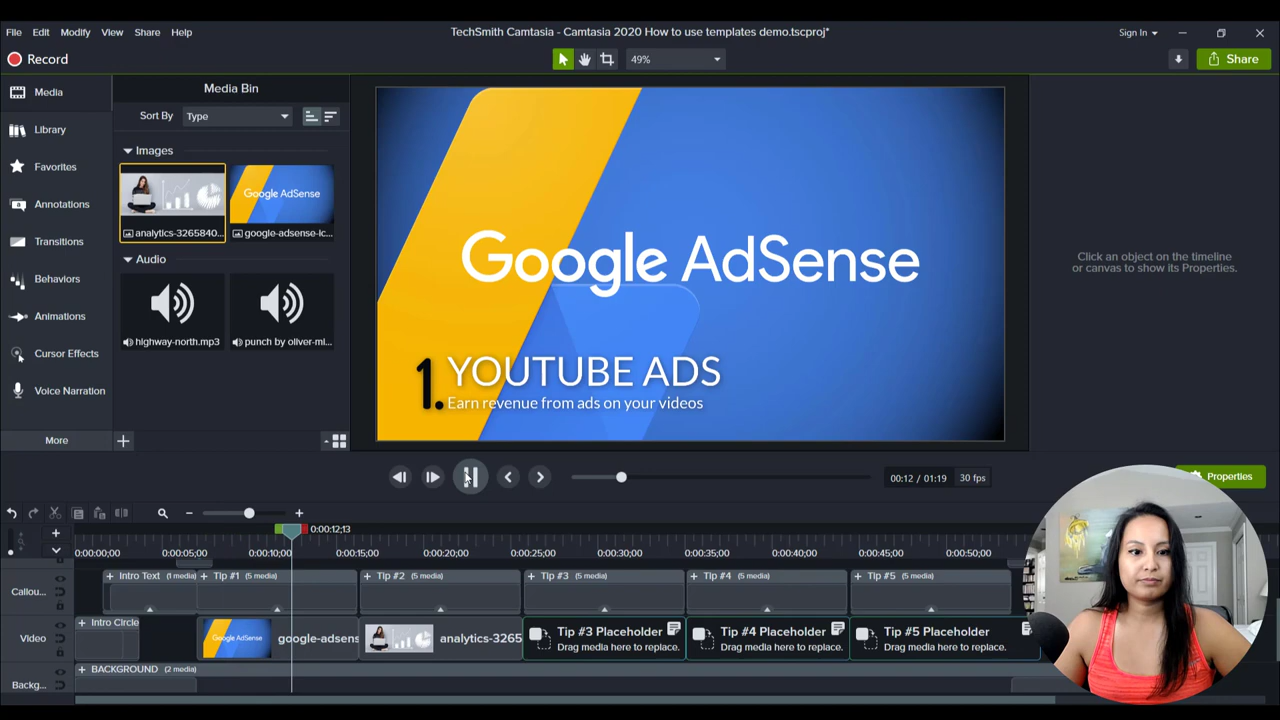 File Edit Modify View Share Help
TechSmith Camtasia - Camtasia 2020 How to use templates demo.tscproj*
Sign In
Record
49%
Share
Media
Library
Favorites
Annotations
Transitions
Behaviors
Animations
Cursor Effects
Voice Narration
More
Media Bin
Sort By Type
Images
Google AdSense
analytics-3265840...
google-adsense-lc...
Audio
highway-north.mp3
punch by oliver-mi...
Google AdSense
1. YOUTUBE ADS
Earn revenue from ads on your videos
Click an object on the timeline
or canvas to show its Properties.
00:12 / 01:19 30 fps
Properties
0:00:12;13
0:00:00;00 0:00:05;00 0:00:10;00 0:00:15;00 0:00:20;00 0:00:25;00 0:00:30;00 0:00:35;00 0:00:40;00 0:00:45;00 0:00:50;00
Callou...
Intro Text (1 media)
Tip #1 (5 media)
Tip #2 (5 media)
Tip #3 (5 media)
Tip #4 (5 media)
Tip #5 (5 media)
Video
Intro Circle
Google AdSense
google-adsens
analytics-3265
Tip #3 Placeholder
Drag media here to replace.
Tip #4 Placeholder
Drag media here to replace.
Tip #5 Placeholder
Drag media here to replace.
Backg...
BACKGROUND (2 media)